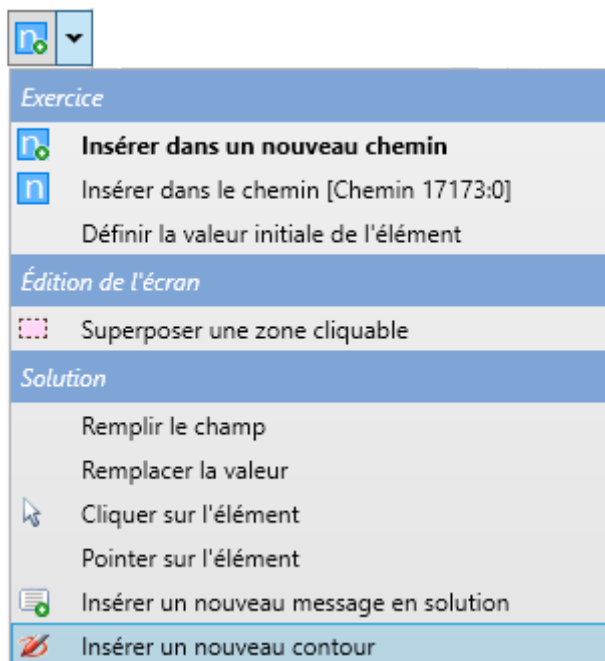 Exercice
Insérer dans un nouveau chemin
Insérer dans le chemin [Chemin 17173:0]
Définir la valeur initiale de l'élément
Édition de l'écran
Superposer une zone cliquable
Solution
Remplir le champ
Remplacer la valeur
Cliquer sur l'élément
Pointer sur l'élément
Insérer un nouveau message en solution
Insérer un nouveau contour